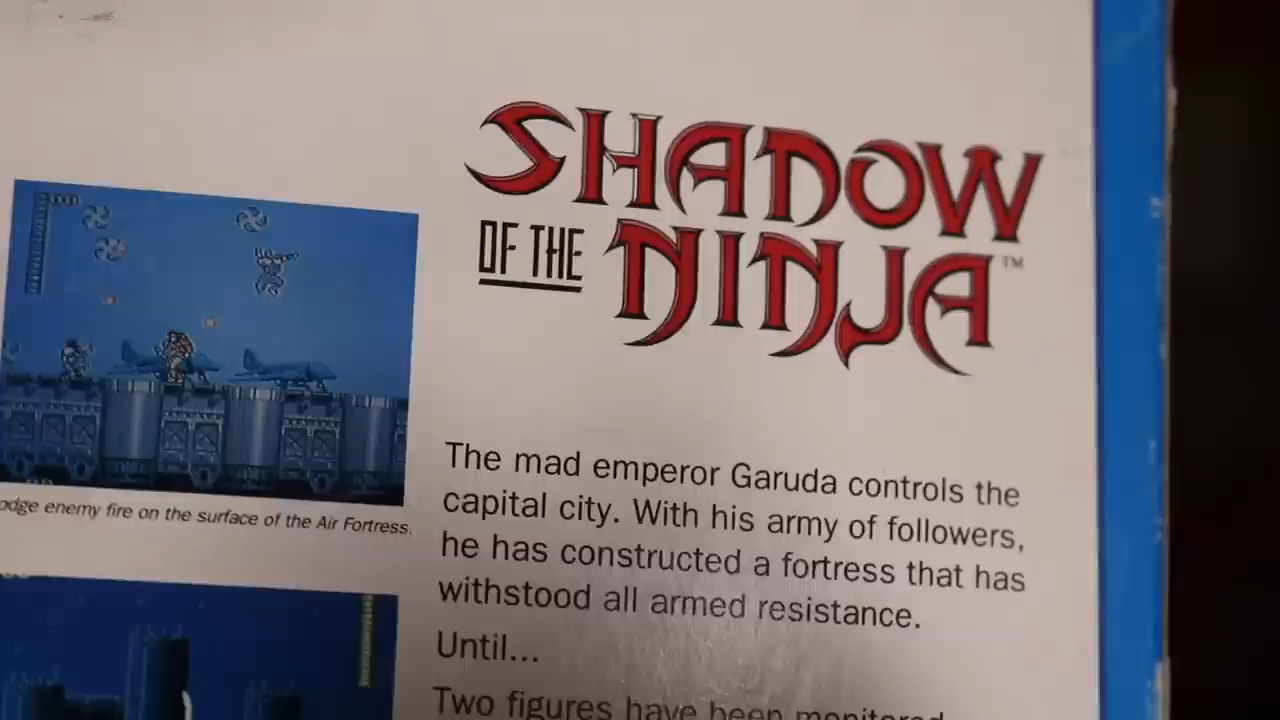 SHADOW
OF THE
NINJA™
odge enemy fire on the surface of the Air Fortress.
The mad emperor Garuda controls the
capital city. With his army of followers,
he has constructed a fortress that has
withstood all armed resistance.
Until...
Two figures have been monitored